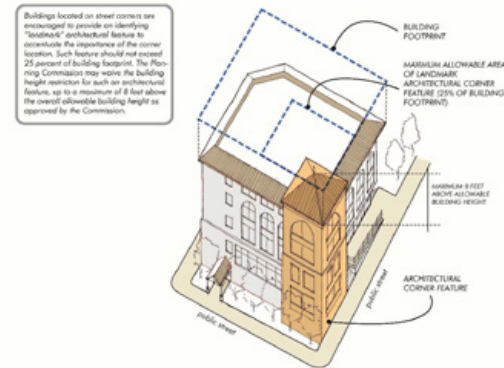 Buildings located on street corners are
encouraged to provide an identifying
"landmark" architectural feature to
accentuate the importance of the corner
location. Such feature should not exceed
25 percent of building footprint. The Plan-
ning Commission may waive the building
height restriction for such an architectural
feature, up to a maximum of 8 feet above
the overall allowable building height as
approved by the Commission.
BUILDING
FOOTPRINT
MAXIMUM ALLOWABLE AREA
OF LANDMARK
ARCHITECTURAL CORNER
FEATURE (25% OF BUILDING
FOOTPRINT)
MAXIMUM 8 FEET
ABOVE ALLOWABLE
BUILDING HEIGHT
ARCHITECTURAL
CORNER FEATURE
public street
public street